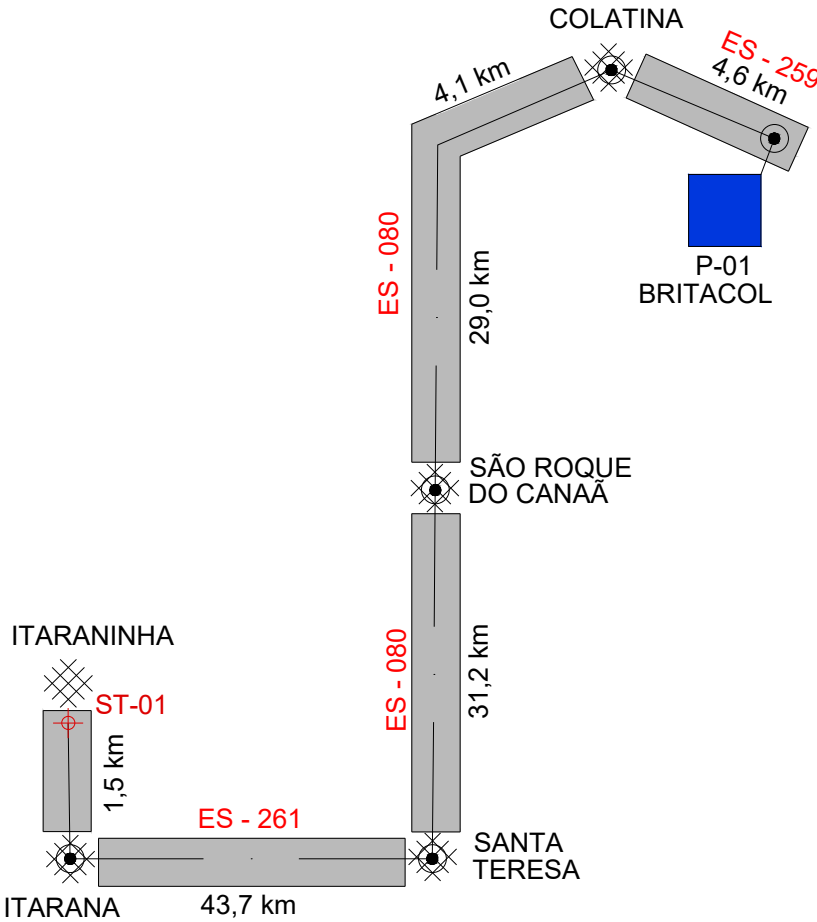 COLATINA
ES - 259
4,6 km
4,1 km
P-01
BRITACOL
ES - 080
29,0 km
SÃO ROQUE
DO CANAÃ
ES - 080
31,2 km
ITARANINHA
ST-01
1,5 km
ES - 261
SANTA
TERESA
ITARANA
43,7 km